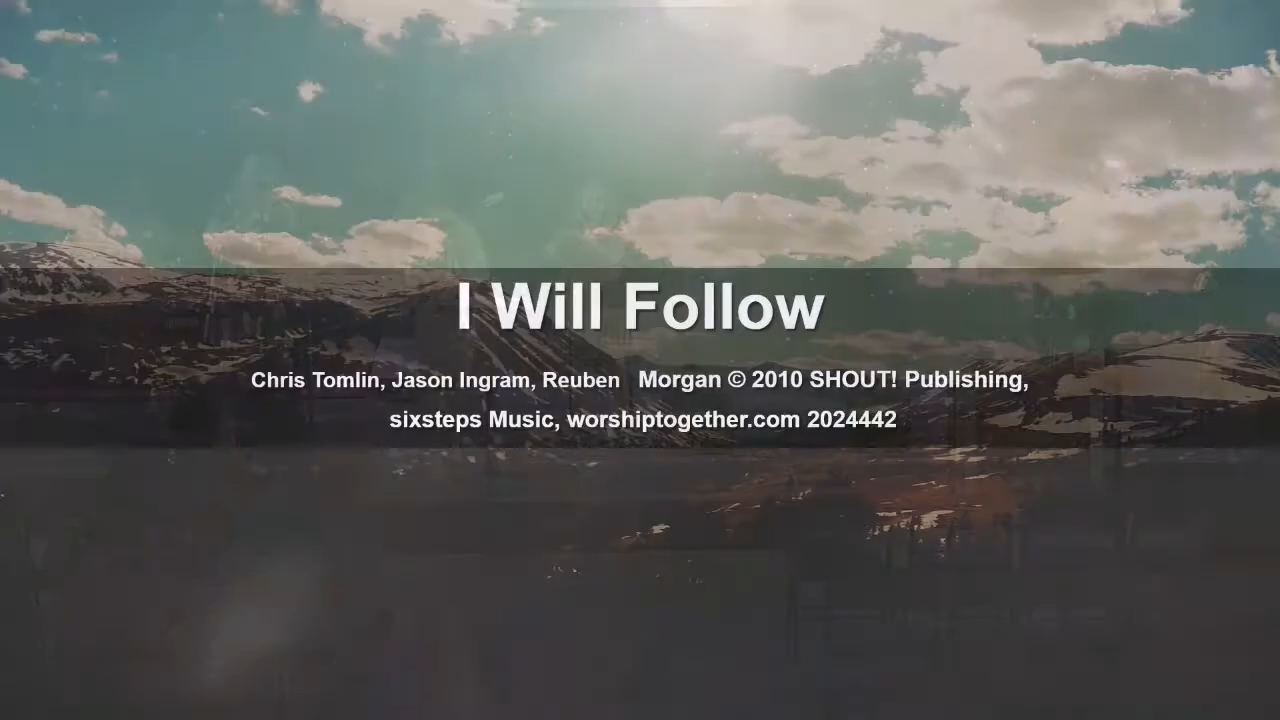 I Will Follow
Chris Tomlin, Jason Ingram, Reuben Morgan © 2010 SHOUT! Publishing,
sixsteps Music, worshiptogether.com 2024442